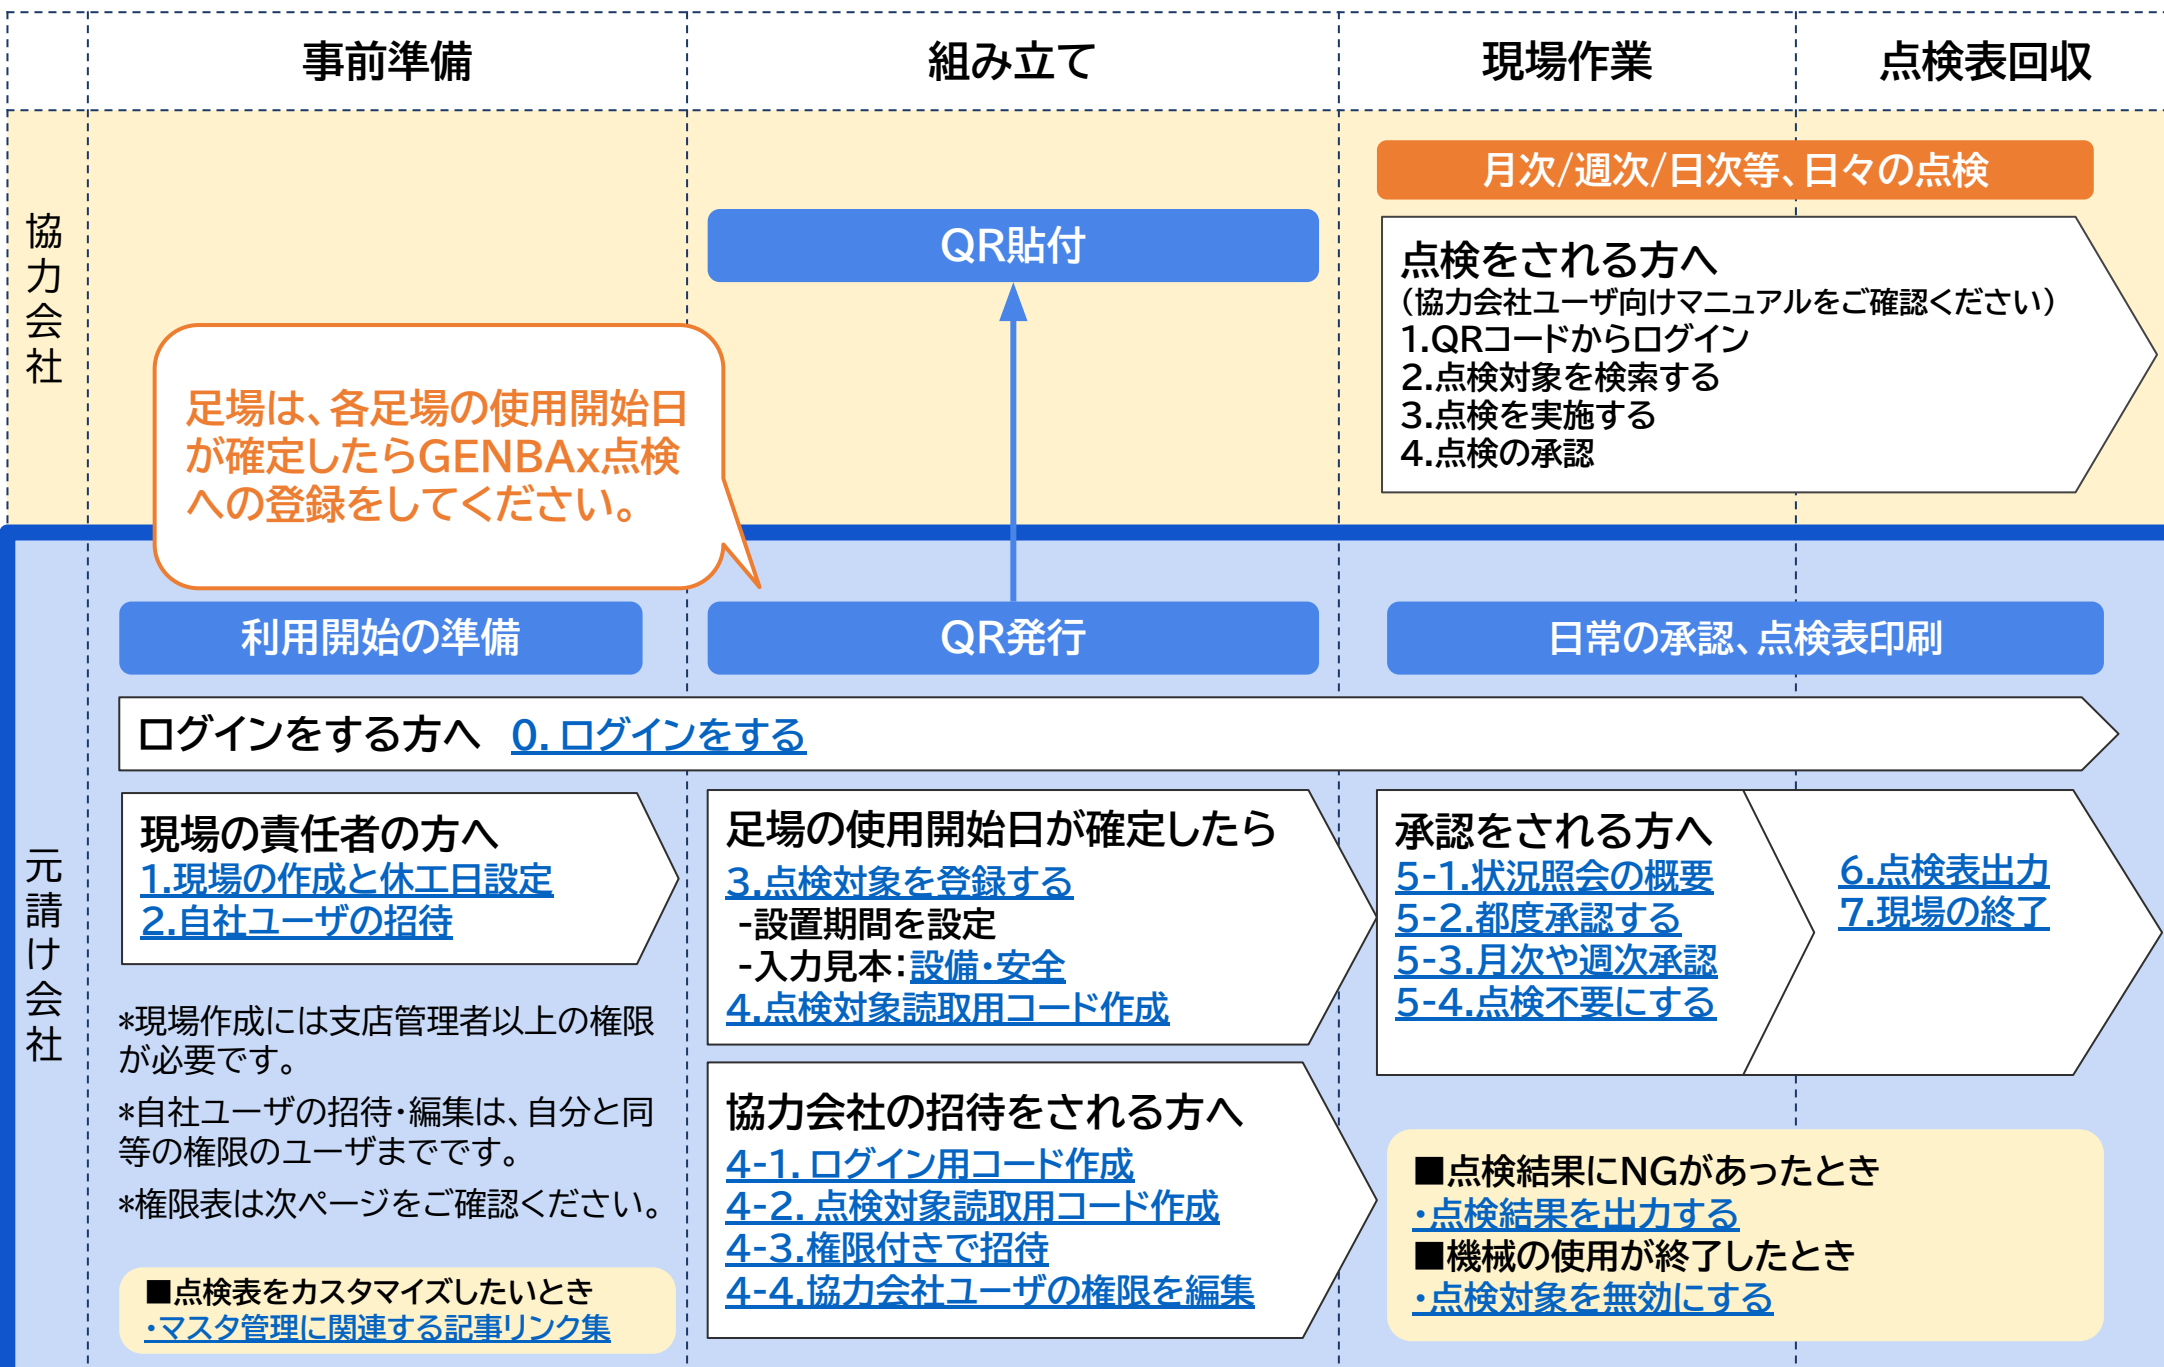 事前準備
組み立て
現場作業
点検表回収
協力会社
月次/週次/日次等、日々の点検
QR貼付
点検をされる方へ
（協力会社ユーザ向けマニュアルをご確認ください）
1.QRコードからログイン
2.点検対象を検索する
3.点検を実施する
4.点検の承認
足場は、各足場の使用開始日
が確定したらGENBAx点検
への登録をしてください。
元請け会社
利用開始の準備
QR発行
日常の承認、点検表印刷
ログインをする方へ 0. ログインをする
現場の責任者の方へ
1.現場の作成と休工日設定
2.自社ユーザの招待
*現場作成には支店管理者以上の権限
が必要です。
*自社ユーザの招待・編集は、自分と同
等の権限のユーザまでです。
*権限表は次ページをご確認ください。
■点検表をカスタマイズしたいとき
・マスタ管理に関連する記事リンク集
足場の使用開始日が確定したら
3.点検対象を登録する
-設置期間を設定
-入力見本：設備・安全
4.点検対象読取用コード作成
協力会社の招待をされる方へ
4-1. ログイン用コード作成
4-2. 点検対象読取用コード作成
4-3.権限付きで招待
4-4.協力会社ユーザの権限を編集
承認をされる方へ
5-1.状況照会の概要
5-2.都度承認する
5-3.月次や週次承認
5-4.点検不要にする
6.点検表出力
7.現場の終了
■点検結果にNGがあったとき
・点検結果を出力する
■機械の使用が終了したとき
・点検対象を無効にする